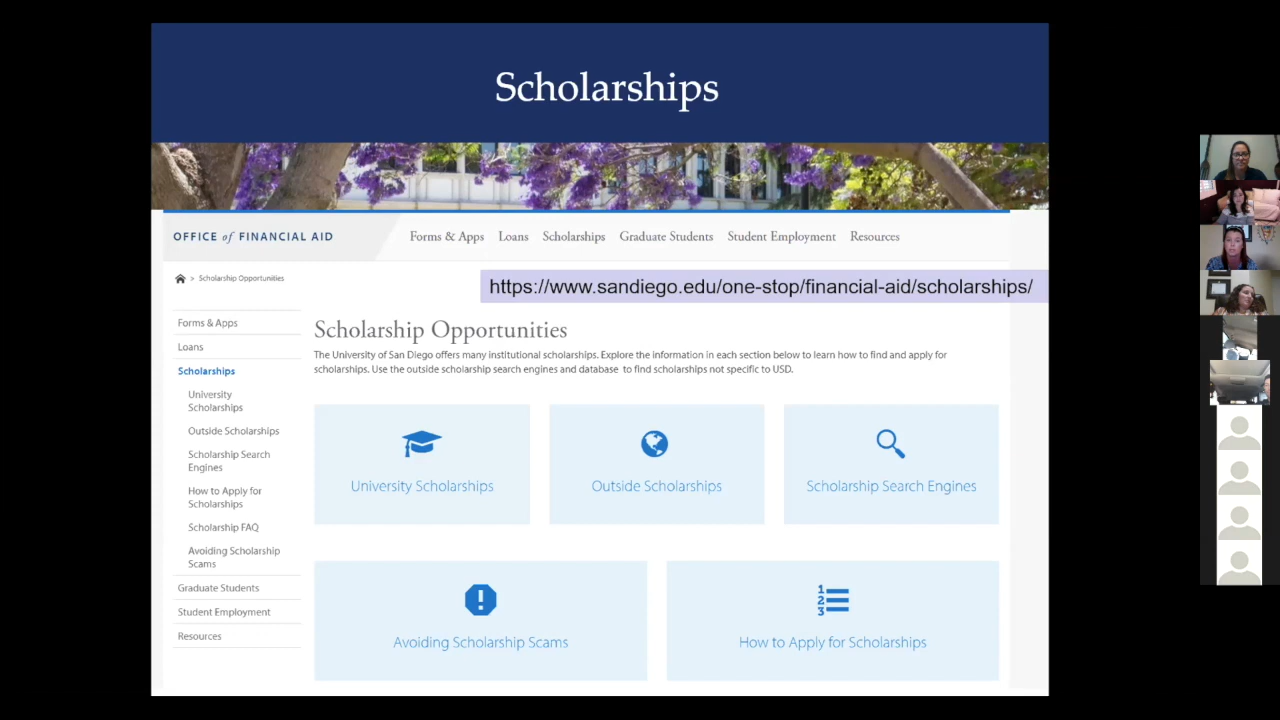 Scholarships
OFFICE of FINANCIAL AID
Forms & Apps Loans Scholarships Graduate Students Student Employment Resources
> Scholarship Opportunities
https://www.sandiego.edu/one-stop/financial-aid/scholarships/
Forms & Apps
Loans
Scholarships
University
Scholarships
Outside Scholarships
Scholarship Search
Engines
How to Apply for
Scholarships
Scholarship FAQ
Avoiding Scholarship
Scams
Graduate Students
Student Employment
Resources
Scholarship Opportunities
The University of San Diego offers many institutional scholarships. Explore the information in each section below to learn how to find and apply for
scholarships. Use the outside scholarship search engines and database to find scholarships not specific to USD.
University Scholarships
Outside Scholarships
Scholarship Search Engines
Avoiding Scholarship Scams
1
2
3
How to Apply for Scholarships